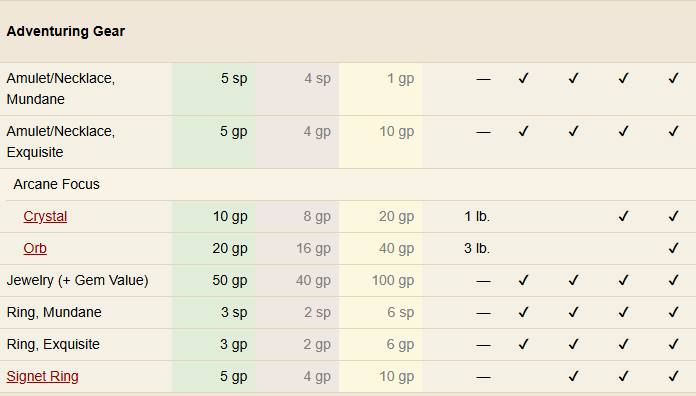 Adventuring Gear
Amulet/Necklace, 5 sp 4 sp 1 gp — ✓ ✓ ✓ ✓
Mundane
Amulet/Necklace, 5 gp 4 gp 10 gp — ✓ ✓ ✓ ✓
Exquisite
Arcane Focus
Crystal 10 gp 8 gp 20 gp 1 lb. ✓ ✓
Orb 20 gp 16 gp 40 gp 3 lb. ✓
Jewelry (+ Gem Value) 50 gp 40 gp 100 gp — ✓ ✓ ✓ ✓
Ring, Mundane 3 sp 2 sp 6 sp — ✓ ✓ ✓ ✓
Ring, Exquisite 3 gp 2 gp 6 gp — ✓ ✓ ✓ ✓
Signet Ring 5 gp 4 gp 10 gp — ✓ ✓ ✓